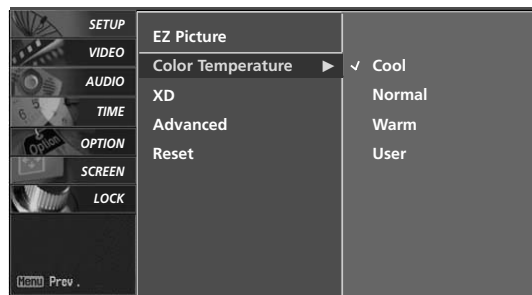 SETUP
VIDEO
AUDIO
TIME
OPTION
SCREEN
LOCK
Menu Prev .
EZ Picture
Color Temperature ▶
XD
Advanced
Reset
✓ Cool
Normal
Warm
User
Option